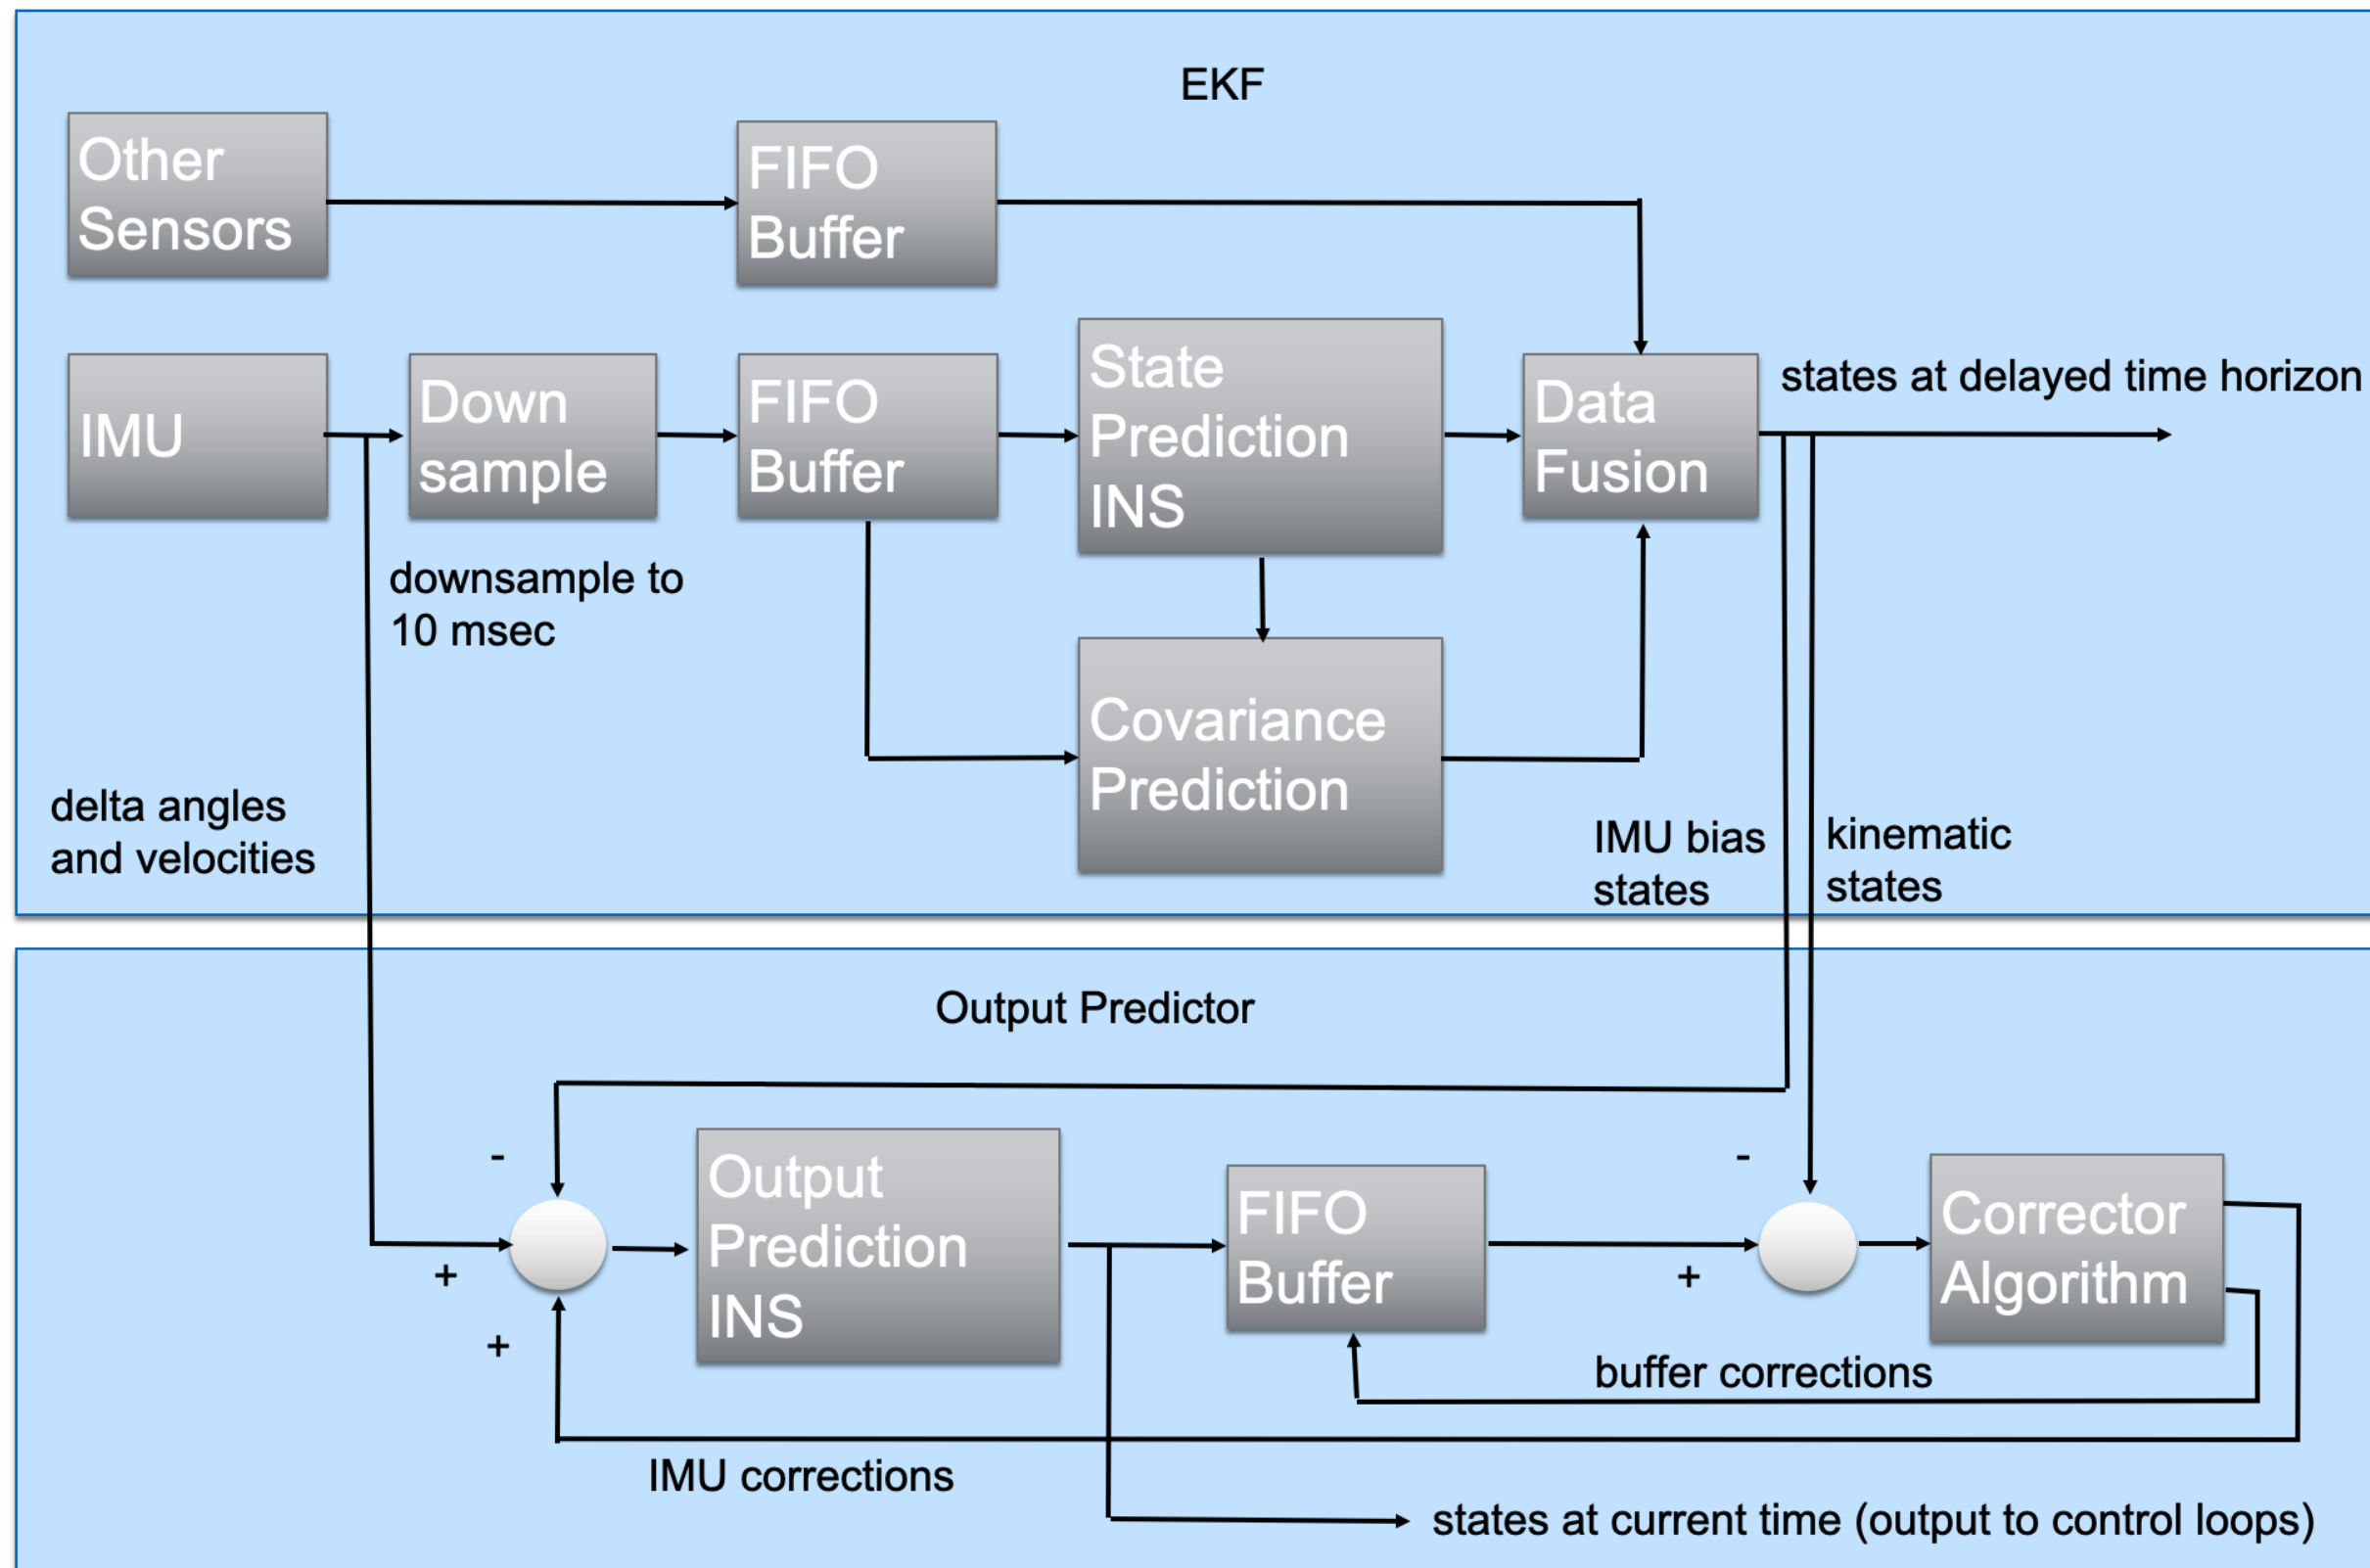 EKF
Other
Sensors
FIFO
Buffer
IMU
Down
sample
FIFO
Buffer
State
Prediction
INS
Data
Fusion
states at delayed time horizon
downsample to
10 msec
Covariance
Prediction
delta angles
and velocities
IMU bias
states
kinematic
states
Output Predictor
-
+
+
Output
Prediction
INS
FIFO
Buffer
-
+
Corrector
Algorithm
buffer corrections
IMU corrections
states at current time (output to control loops)